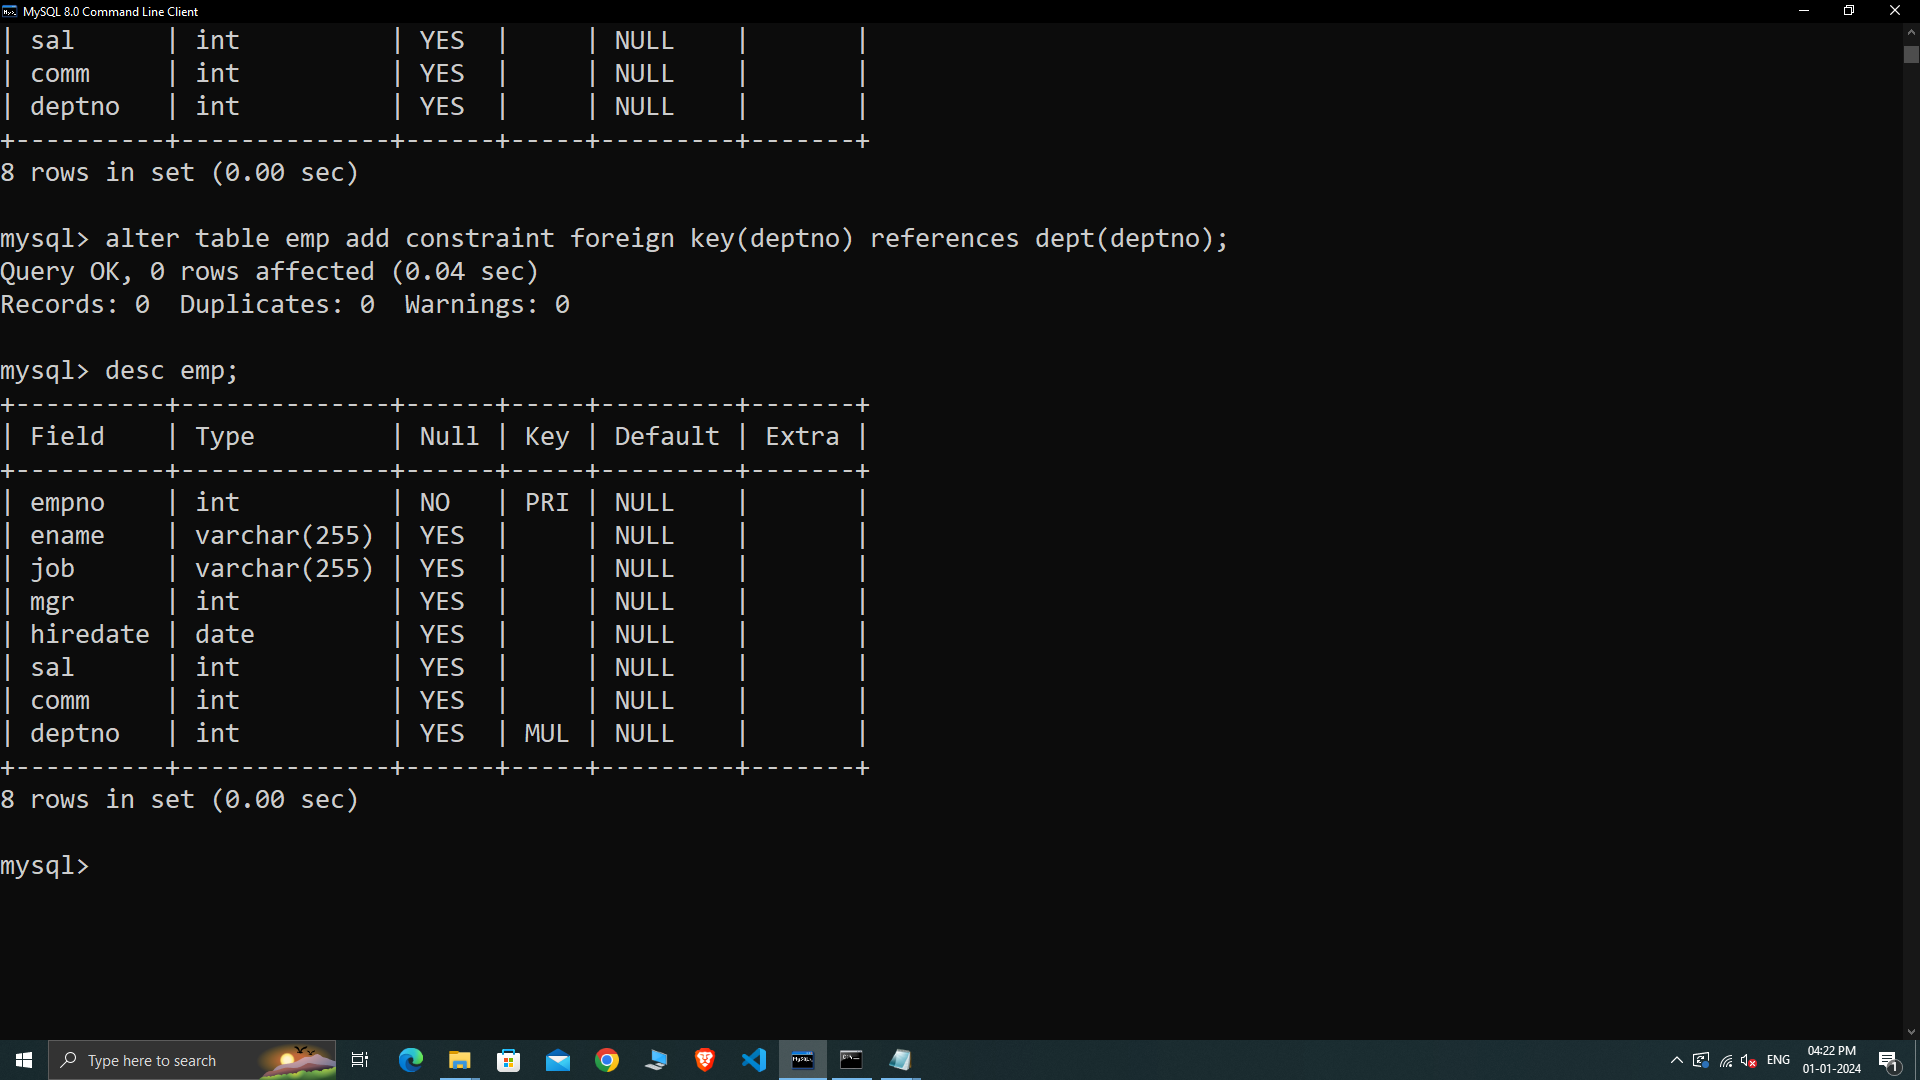 MySQL 8.0 Command Line Client
| sal      | int          | YES  |     | NULL    |       |
| comm     | int          | YES  |     | NULL    |       |
| deptno   | int          | YES  |     | NULL    |       |
+----------+--------------+------+-----+---------+-------+
8 rows in set (0.00 sec)
mysql> alter table emp add constraint foreign key(deptno) references dept(deptno);
Query OK, 0 rows affected (0.04 sec)
Records: 0  Duplicates: 0  Warnings: 0
mysql> desc emp;
+----------+--------------+------+-----+---------+-------+
| Field    | Type         | Null | Key | Default | Extra |
+----------+--------------+------+-----+---------+-------+
| empno    | int          | NO   | PRI | NULL    |       |
| ename    | varchar(255) | YES  |     | NULL    |       |
| job      | varchar(255) | YES  |     | NULL    |       |
| mgr      | int          | YES  |     | NULL    |       |
| hiredate | date         | YES  |     | NULL    |       |
| sal      | int          | YES  |     | NULL    |       |
| comm     | int          | YES  |     | NULL    |       |
| deptno   | int          | YES  | MUL | NULL    |       |
+----------+--------------+------+-----+---------+-------+
8 rows in set (0.00 sec)
mysql>
Type here to search
ENG
04:22 PM
01-01-2024
1